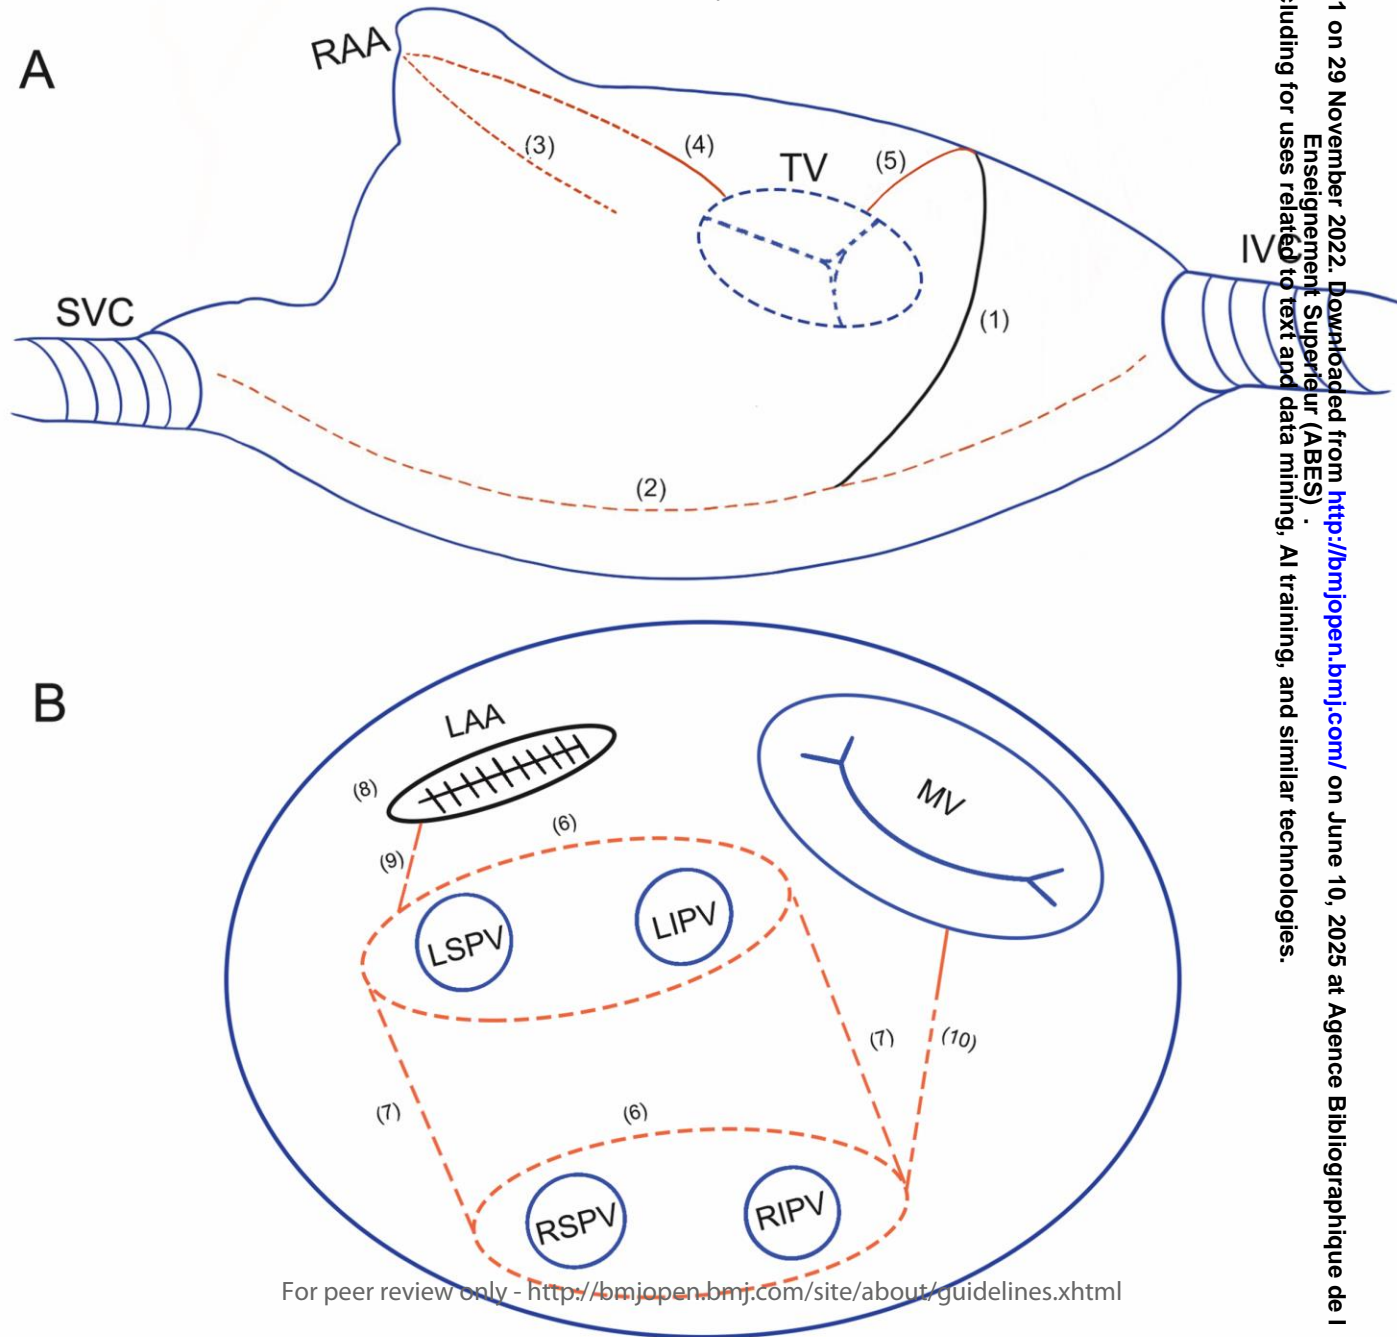 A
RAA
(3)
(4)
TV
(5)
IVC
SVC
(1)
(2)
B
LAA
(8)
(6)
MV
(9)
LSPV
LIPV
(7)
(10)
(7)
(6)
RSPV
RIPV
For peer review only - http://bmjopen.bmj.com/site/about/guidelines.xhtml
1 on 29 November 2022. Downloaded from http://bmjopen.bmj.com/ on June 10, 2025 at Agence Bibliographique de l
Enseignement Superieur (ABES) .
cluding for uses related to text and data mining, AI training, and similar technologies.